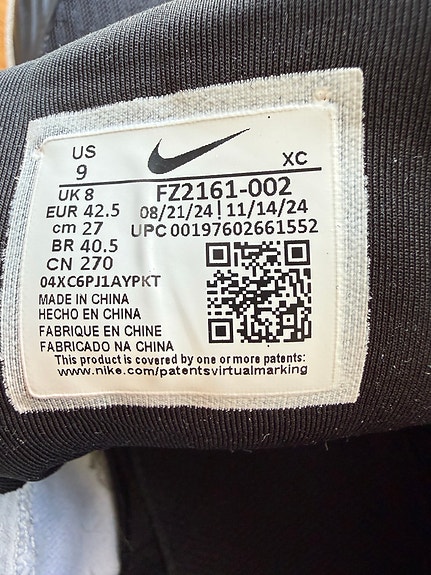 US
9
XC
UK 8
FZ2161-002
EUR 42.5
08/21/24 | 11/14/24
cm 27
UPC 00197602661552
BR 40.5
CN 270
04XC6PJ1AYPKT
MADE IN CHINA
HECHO EN CHINA
FABRIQUE EN CHINE
FABRICADO NA CHINA
This product is covered by one or more patents:
www.nike.com/patentsvirtualmarking